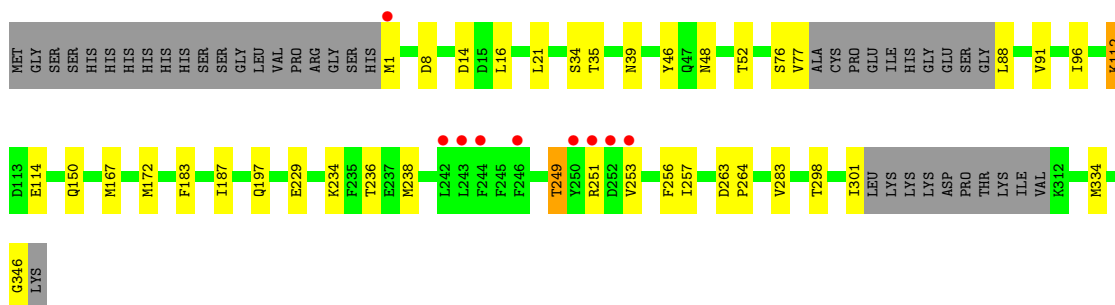 MET GLY SER SER HIS HIS HIS HIS HIS HIS SER SER GLY LEU VAL PRO ARG GLY SER HIS M1 D8 D14 D15 L16 L21 S34 T35 N39 Y46 Q47 N48 T52 S76 V77 ALA CYS PRO GLU ILE HIS GLY GLU SER GLY L88 V91 I96 K112
D113 E114 Q150 M167 M172 F183 I187 Q197 E229 K234 F235 T236 E237 M238 L242 L243 F244 F245 F246 T249 Y250 R251 D252 V253 F256 I257 D263 P264 V283 T298 I301 LEU LYS LYS LYS ASP PRO THR LYS ILE VAL K312 M334
G346 LYS